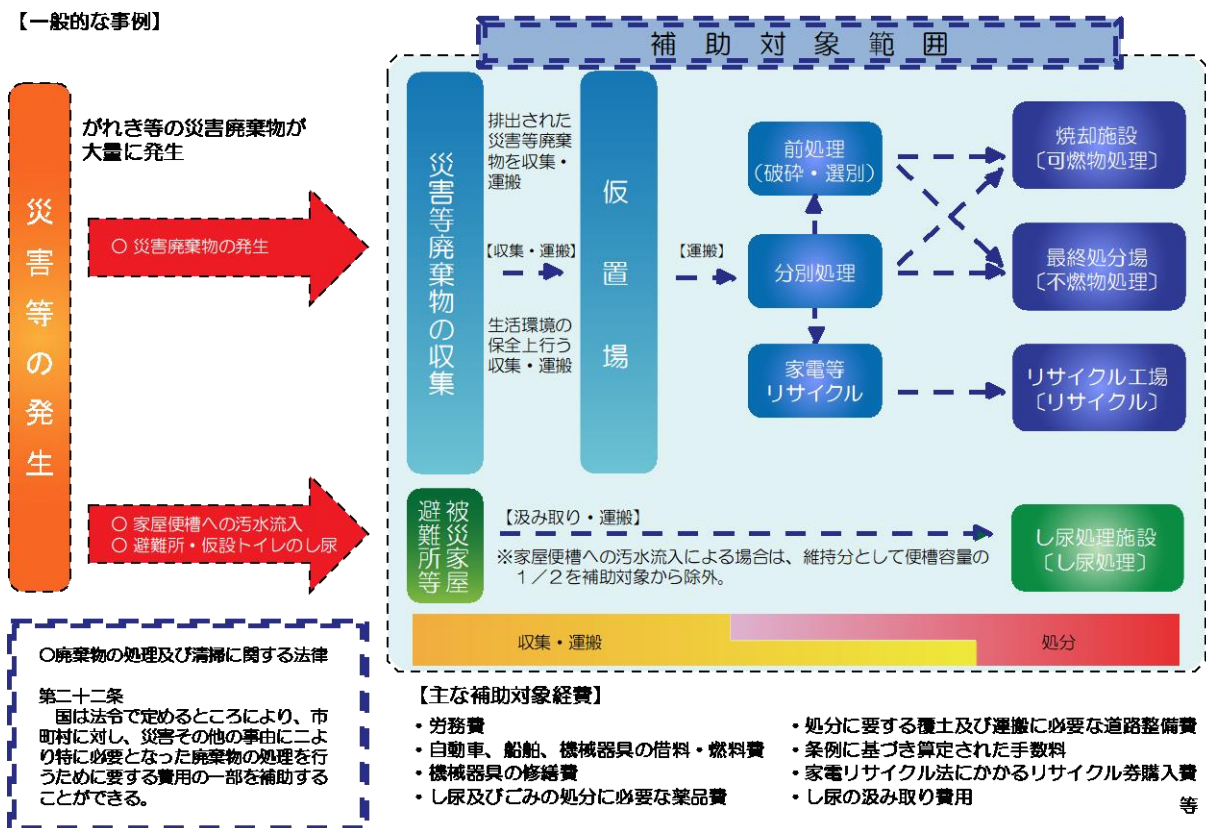 【一般的な事例】
補助対象範囲
災害等の発生
がれき等の災害廃棄物が
大量に発生
○ 災害廃棄物の発生
災害等廃棄物の収集
排出された
災害等廃棄
物を収集・
運搬
【収集・運搬】
生活環境の
保全上行う
収集・運搬
仮置場
【運搬】
前処理
(破砕・選別)
分別処理
家電等
リサイクル
焼却施設
〔可燃物処理〕
最終処分場
〔不燃物処理〕
リサイクル工場
〔リサイクル〕
○ 家屋便槽への汚水流入
○ 避難所・仮設トイレのし尿
被災家屋
避難所等
【汲み取り・運搬】
※家屋便槽への汚水流入による場合は、維持分として便槽容量の
1/2を補助対象から除外。
し尿処理施設
〔し尿処理〕
収集・運搬
処分
○廃棄物の処理及び清掃に関する法律
第二十二条
国は法令で定めるところにより、市
町村に対し、災害その他の事由に二よ
り特に必要となった廃棄物の処理を行
うために要する費用の一部を補助する
ことができる。
【主な補助対象経費】
・労務費
・自動車、船舶、機械器具の借料・燃料費
・機械器具の修繕費
・し尿及びごみの処分に必要な薬品費
・処分に要する覆土及び運搬に必要な道路整備費
・条例に基づき算定された手数料
・家電リサイクル法にかかるリサイクル券購入費
・し尿の汲み取り費用
等